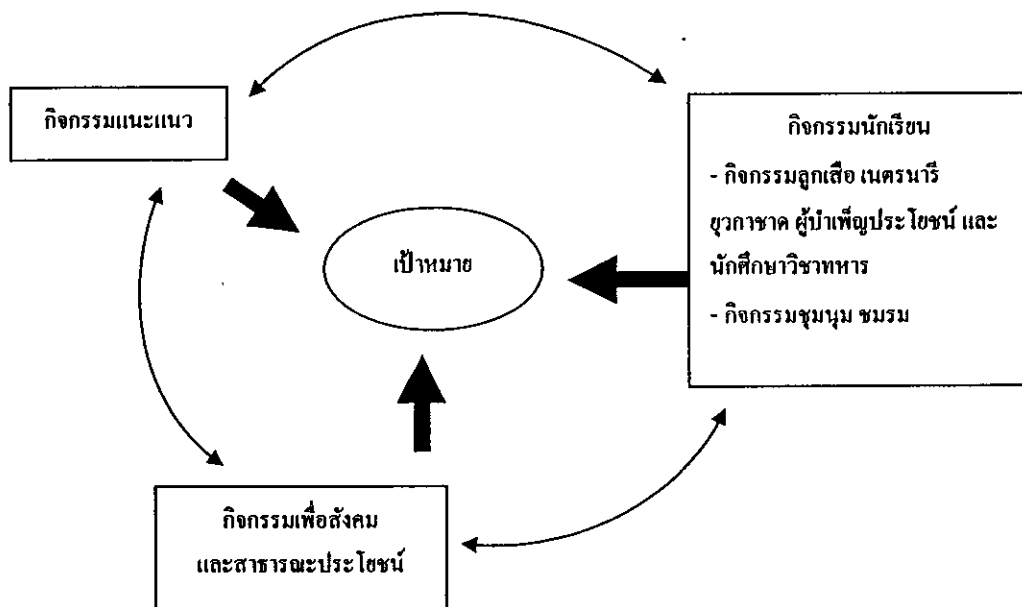 กิจกรรมแนะแนว
กิจกรรมนักเรียน
- กิจกรรมลูกเสือ เนตรนารี
ยุวกาชาด ผู้บำเพ็ญประโยชน์ และ
นักศึกษาวิชาทหาร
- กิจกรรมชุมนุม ชมรม
เป้าหมาย
กิจกรรมเพื่อสังคม
และสาธารณะประโยชน์